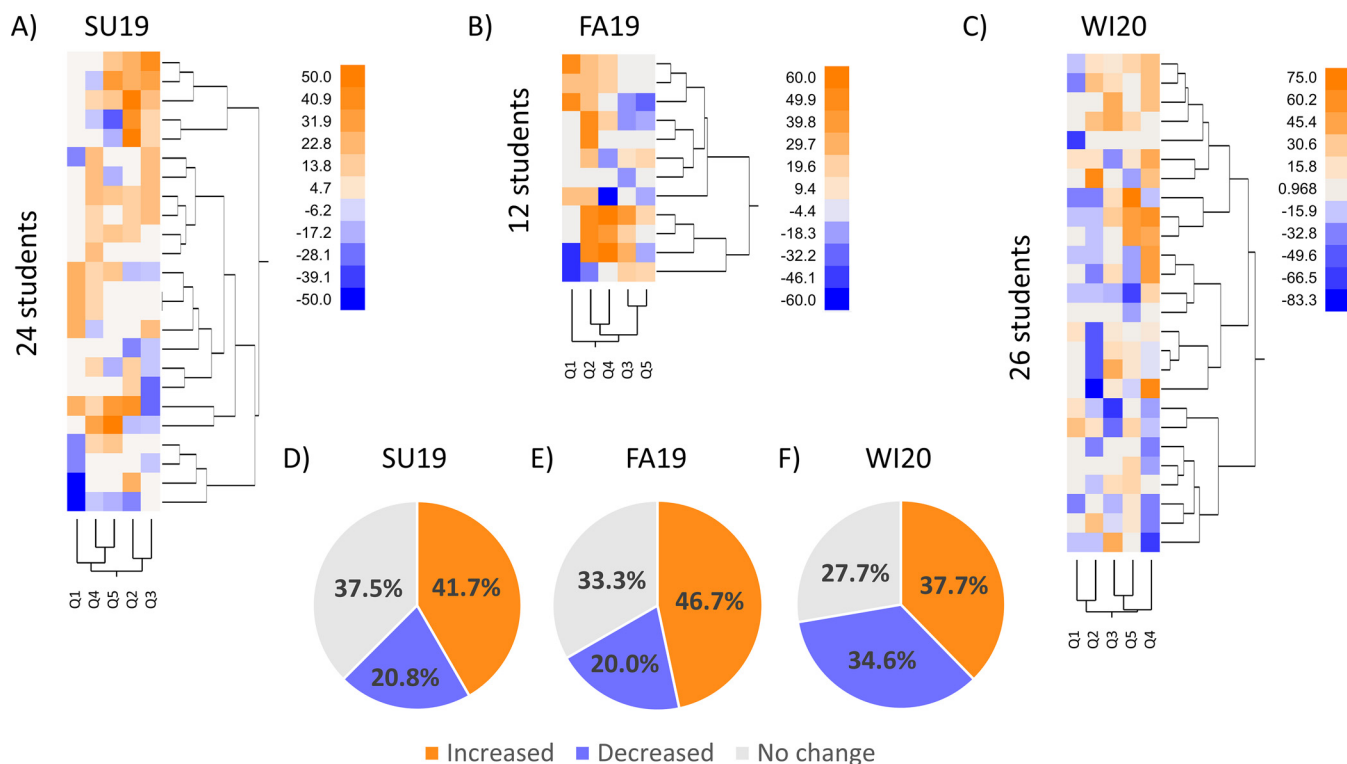 A)
SU19
24 students
50.0
40.9
31.9
22.8
13.8
4.7
-6.2
-17.2
-28.1
-39.1
-50.0
Q1
Q4
Q5
Q2
Q3
B)
FA19
12 students
60.0
49.9
39.8
29.7
19.6
9.4
-4.4
-18.3
-32.2
-46.1
-60.0
Q1
Q2
Q4
Q3
Q5
C)
WI20
26 students
75.0
60.2
45.4
30.6
15.8
0.968
-15.9
-32.8
-49.6
-66.5
-83.3
Q1
Q2
Q3
Q5
Q4
D)
SU19
37.5%
41.7%
20.8%
E)
FA19
33.3%
46.7%
20.0%
F)
WI20
27.7%
37.7%
34.6%
Increased
Decreased
No change